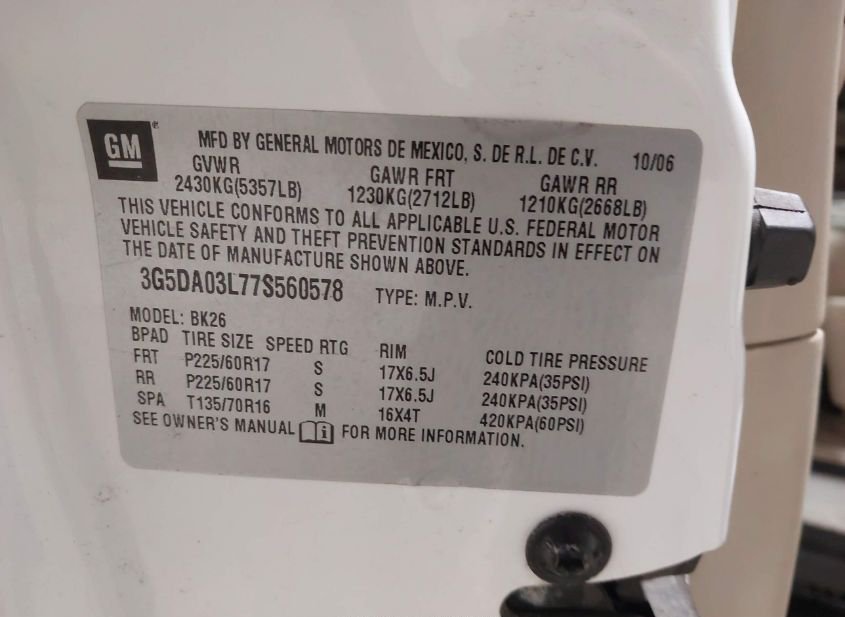 GM
MFD BY GENERAL MOTORS DE MEXICO, S. DE R.L. DE C.V. 10/06
GVWR GAWR FRT GAWR RR
2430KG(5357LB) 1230KG(2712LB) 1210KG(2668LB)
THIS VEHICLE CONFORMS TO ALL APPLICABLE U.S. FEDERAL MOTOR
VEHICLE SAFETY AND THEFT PREVENTION STANDARDS IN EFFECT ON
THE DATE OF MANUFACTURE SHOWN ABOVE.
3G5DA03L77S560578 TYPE: M.P.V.
MODEL: BK26
BPAD TIRE SIZE SPEED RTG RIM COLD TIRE PRESSURE
FRT P225/60R17 S 17X6.5J 240KPA(35PSI)
RR P225/60R17 S 17X6.5J 240KPA(35PSI)
SPA T135/70R16 M 16X4T 420KPA(60PSI)
SEE OWNER'S MANUAL i FOR MORE INFORMATION.